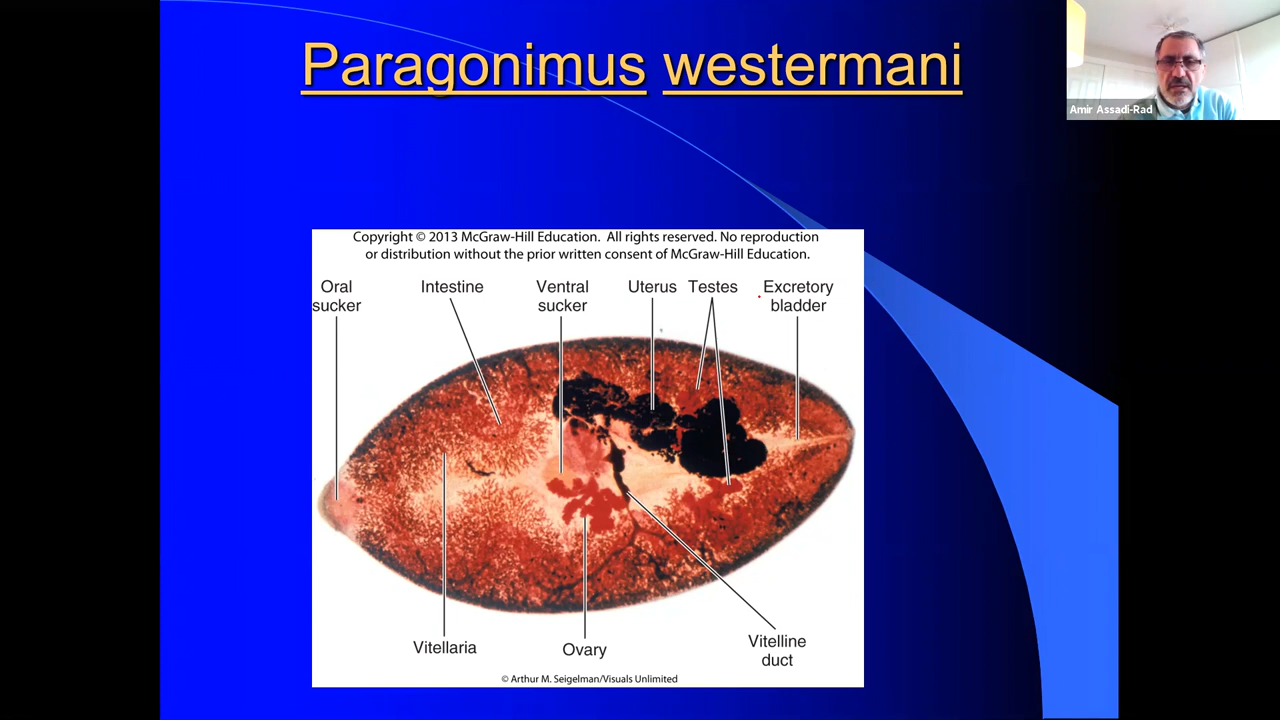 Paragonimus westermani
Amir Assadi-Rad
Copyright © 2013 McGraw-Hill Education. All rights reserved. No reproduction
or distribution without the prior written consent of McGraw-Hill Education.
Oral
sucker
Intestine
Ventral
sucker
Uterus
Testes
Excretory
bladder
Vitellaria
Ovary
Vitelline
duct
© Arthur M. Seigelman/Visuals Unlimited